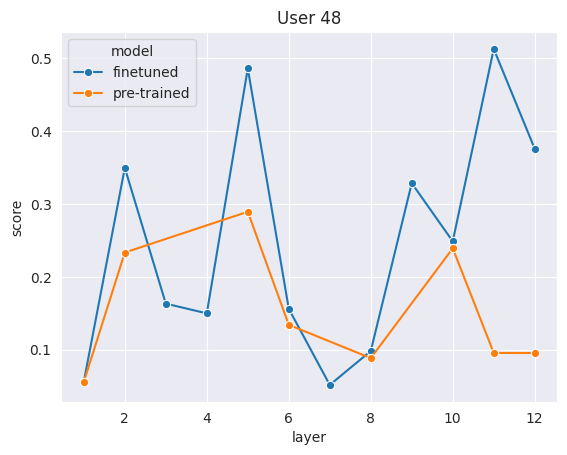 User 48
model
finetuned
pre-trained
0.5
0.4
0.3
0.2
0.1
score
2 4 6 8 10 12
layer